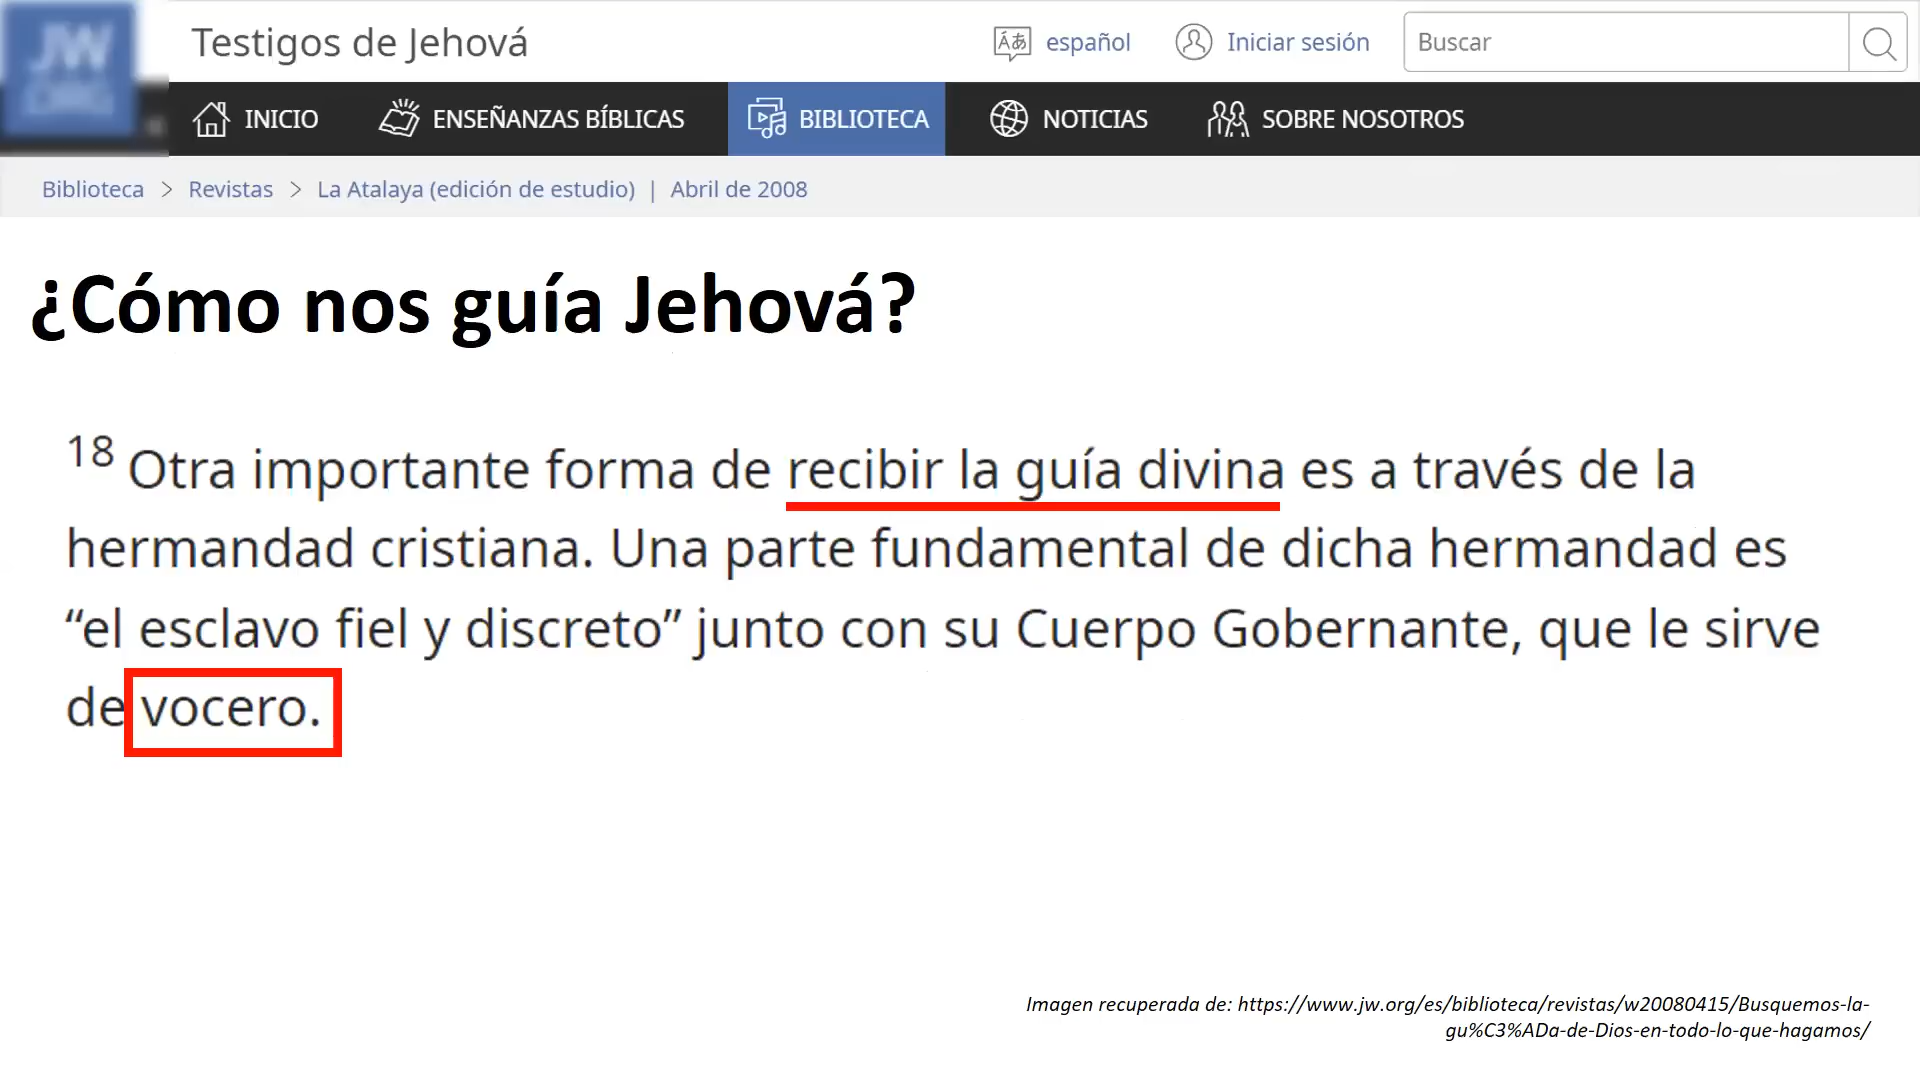 JW
ORG
Testigos de Jehová
español
Iniciar sesión
Buscar
INICIO
ENSEÑANZAS BÍBLICAS
BIBLIOTECA
NOTICIAS
SOBRE NOSOTROS
Biblioteca > Revistas > La Atalaya (edición de estudio) | Abril de 2008
¿Cómo nos guía Jehová?
18 Otra importante forma de recibir la guía divina es a través de la
hermandad cristiana. Una parte fundamental de dicha hermandad es
“el esclavo fiel y discreto” junto con su Cuerpo Gobernante, que le sirve
de vocero.
Imagen recuperada de: https://www.jw.org/es/biblioteca/revistas/w20080415/Busquemos-la-
gu%C3%ADa-de-Dios-en-todo-lo-que-hagamos/